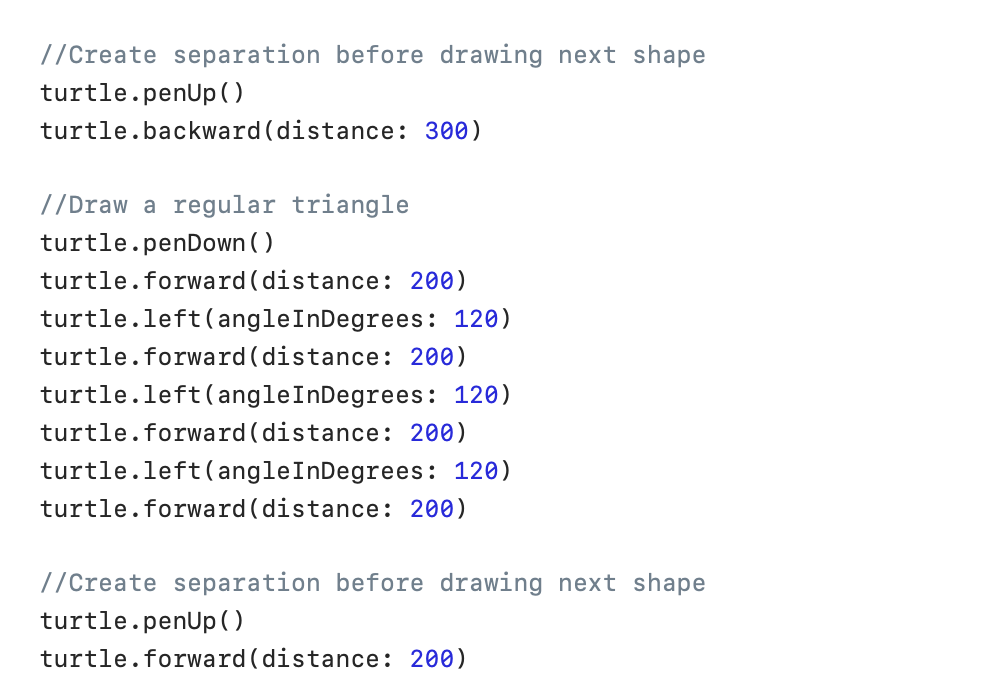 //Create separation before drawing next shape
turtle.penUp()
turtle.backward(distance: 300)
//Draw a regular triangle
turtle.penDown()
turtle.forward(distance: 200)
turtle.left(angleInDegrees: 120)
turtle.forward(distance: 200)
turtle.left(angleInDegrees: 120)
turtle.forward(distance: 200)
turtle.left(angleInDegrees: 120)
turtle.forward(distance: 200)
//Create separation before drawing next shape
turtle.penUp()
turtle.forward(distance: 200)